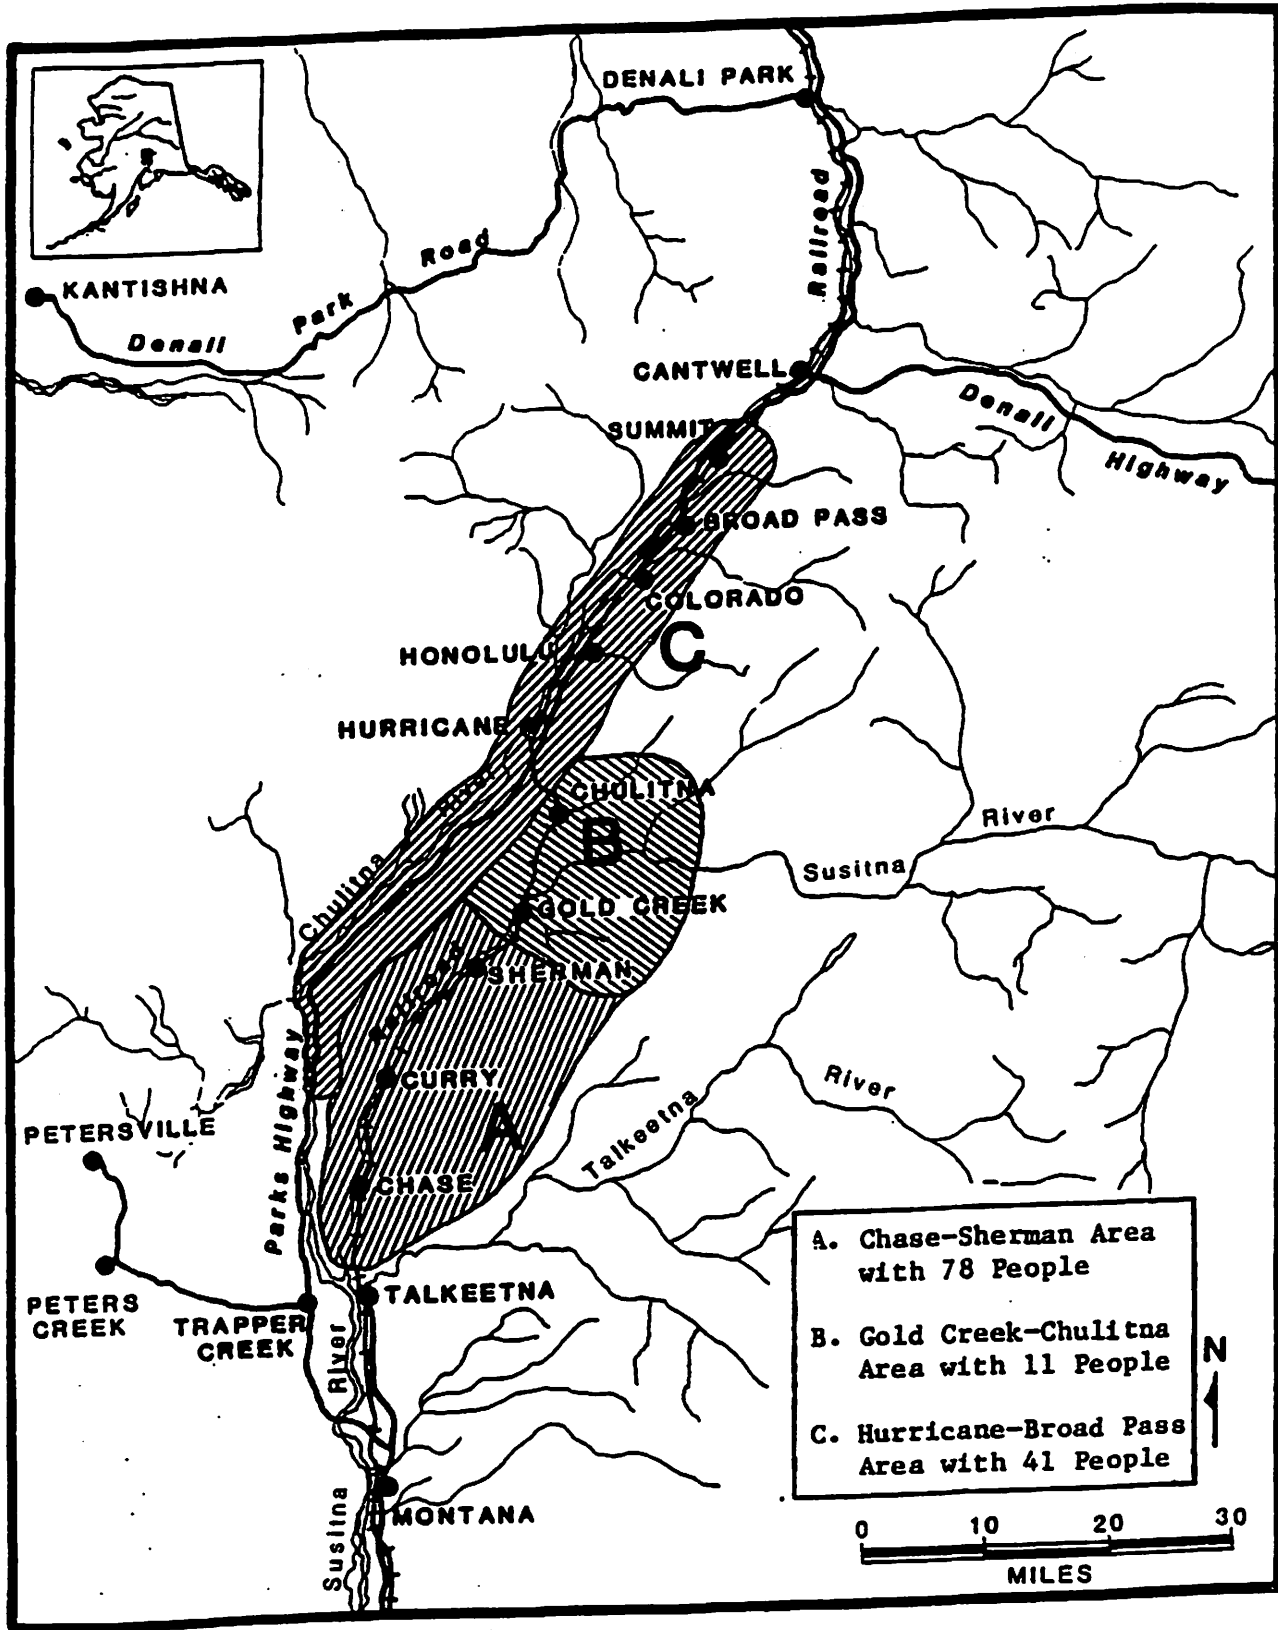 DENALI PARK
Railroad
Road
Park
Denali
KANTISHNA
CANTWELL
Denali
Highway
SUMMIT
BROAD PASS
COLORADO
C
HONOLULU
HURRICANE
CHULITNA
B
River
River
Susitna
Chulitna
GOLD CREEK
SHERMAN
Railroad
CURRY
A
Parks Highway
River
Talkeetna
PETERSVILLE
CHASE
PETERS
CREEK
TRAPPER
CREEK
TALKEETNA
River
Susitna
MONTANA
A. Chase-Sherman Area
with 78 People
B. Gold Creek-Chulitna
Area with 11 People
C. Hurricane-Broad Pass
Area with 41 People
N
0 10 20 30
MILES